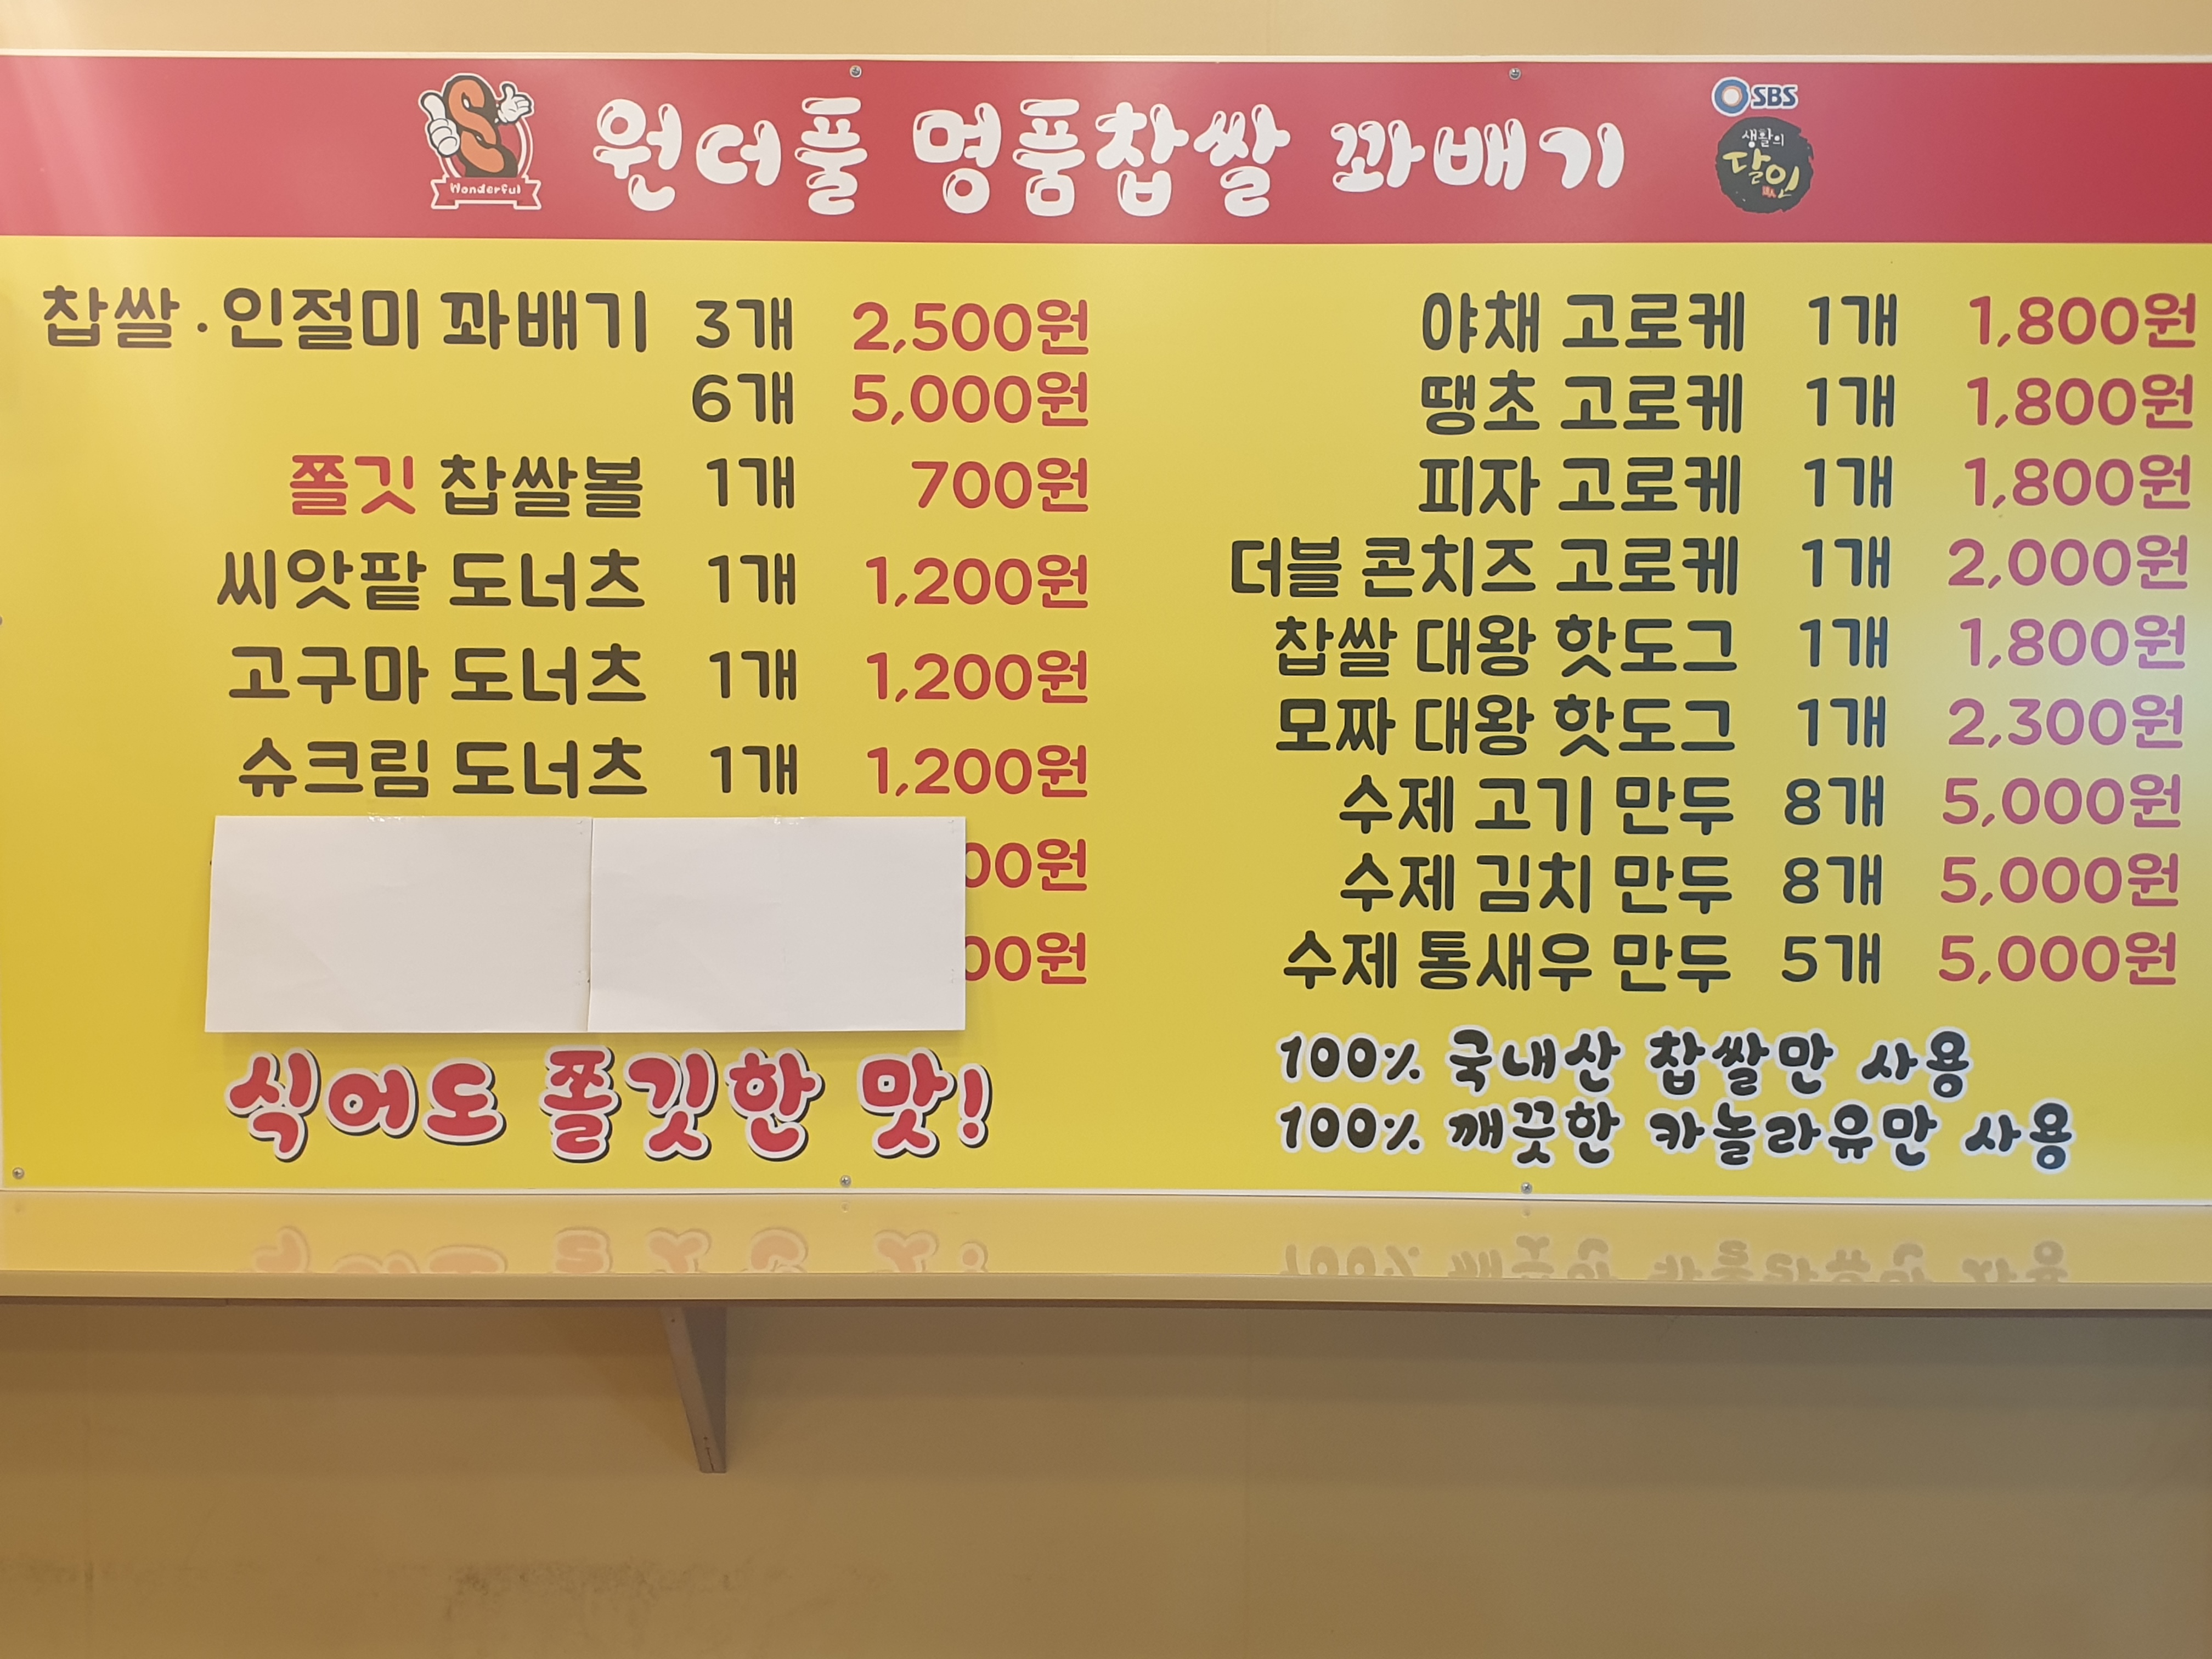 Wonderful
원더풀 명품찹쌀 꽈배기
SBS
생활의
달인
찹쌀·인절미 꽈배기 3개 2,500원
6개 5,000원
쫄깃 찹쌀볼 1개 700원
씨앗팥 도너츠 1개 1,200원
고구마 도너츠 1개 1,200원
슈크림 도너츠 1개 1,200원
00원
00원
식어도 쫄깃한 맛!
야채 고로케 1개 1,800원
땡초 고로케 1개 1,800원
피자 고로케 1개 1,800원
더블 콘치즈 고로케 1개 2,000원
찹쌀 대왕 핫도그 1개 1,800원
모짜 대왕 핫도그 1개 2,300원
수제 고기 만두 8개 5,000원
수제 김치 만두 8개 5,000원
수제 통새우 만두 5개 5,000원
100% 국내산 찹쌀만 사용
100% 깨끗한 카놀라유만 사용